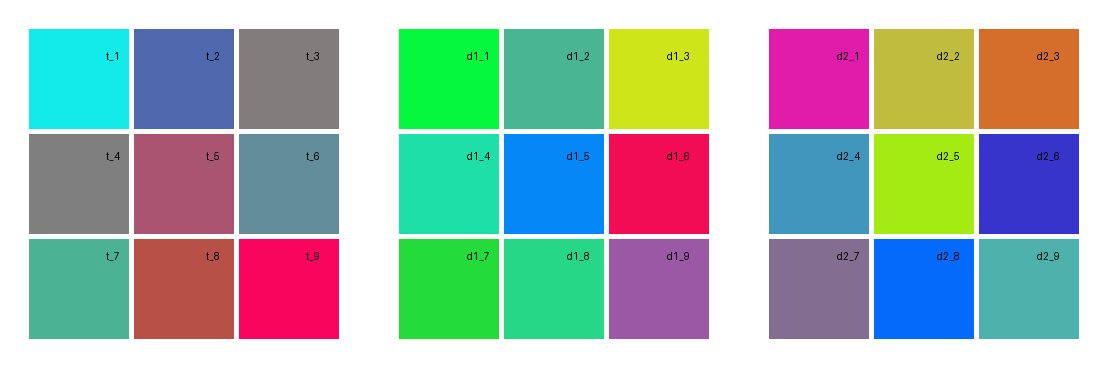 t_1 t_2 t_3 d1_1 d1_2 d1_3 d2_1 d2_2 d2_3
t_4 t_5 t_6 d1_4 d1_5 d1_6 d2_4 d2_5 d2_6
t_7 t_8 t_9 d1_7 d1_8 d1_9 d2_7 d2_8 d2_9